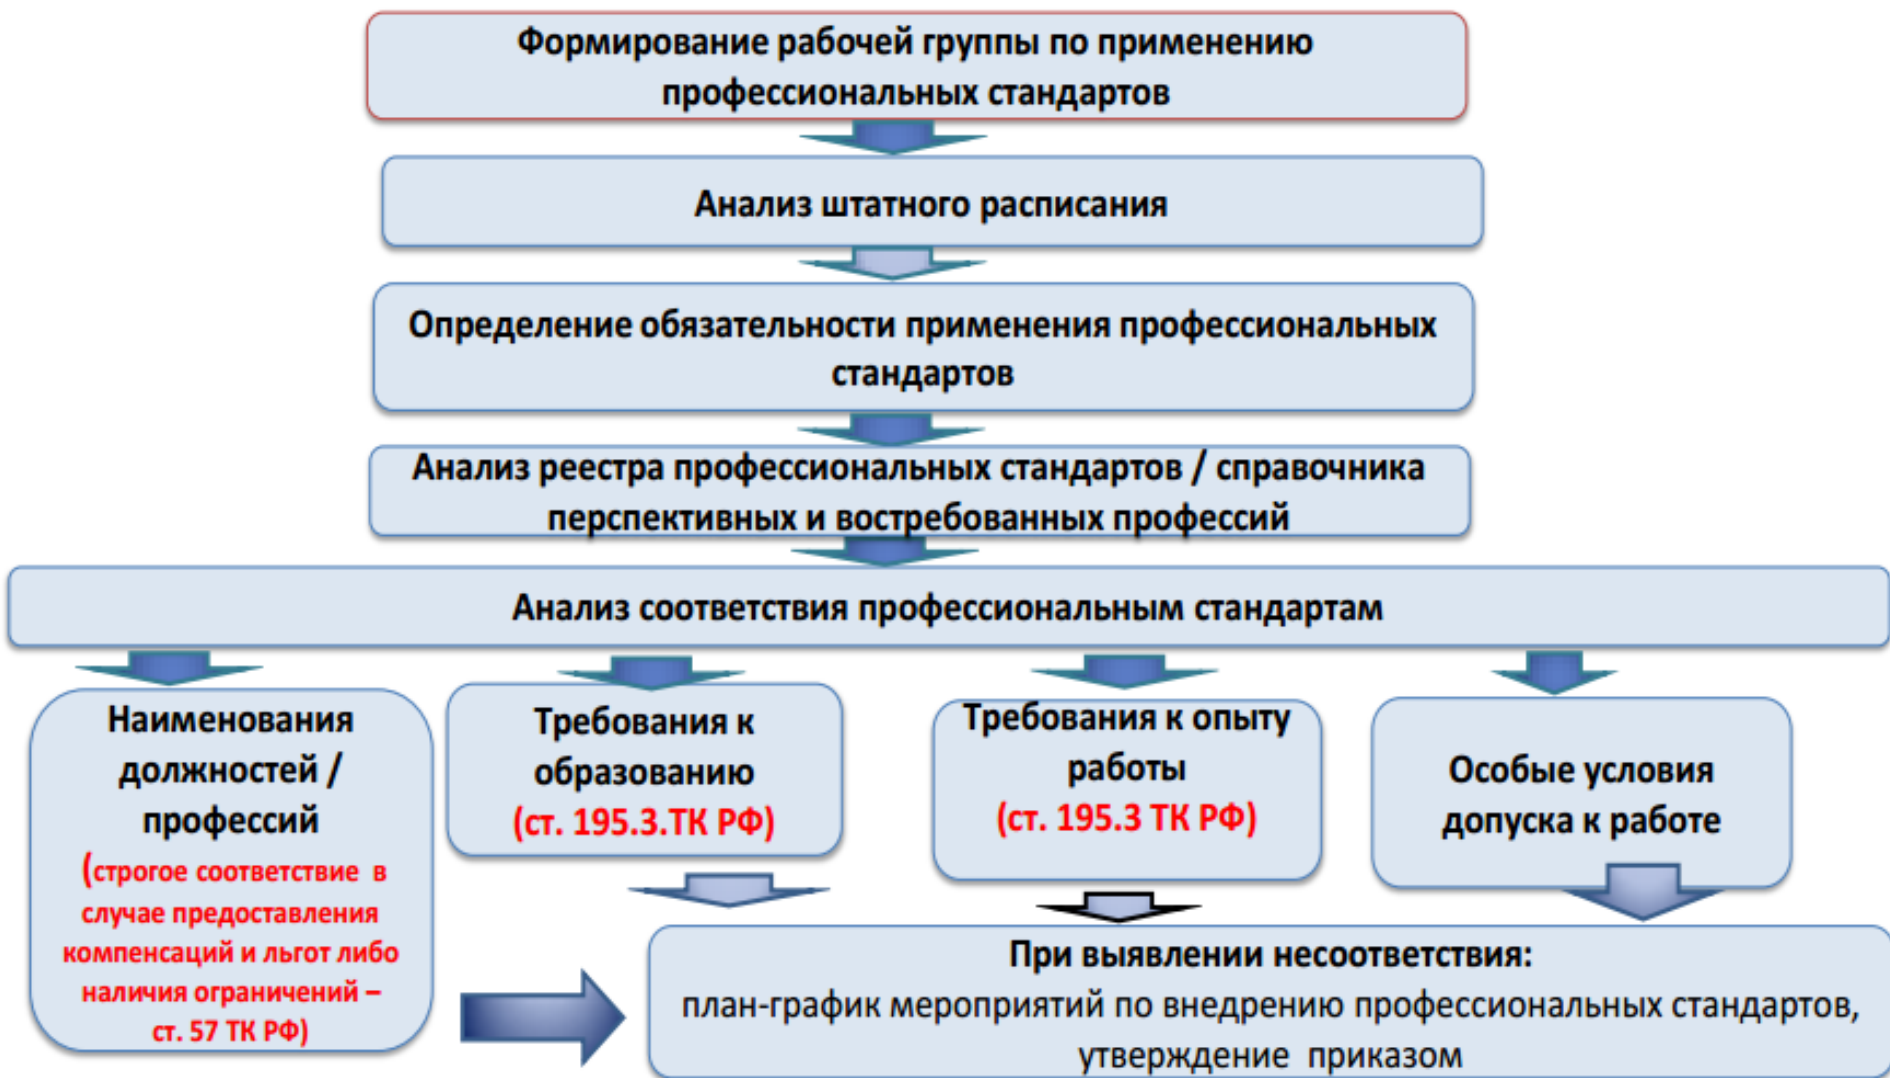 Формирование рабочей группы по применению
профессиональных стандартов
Анализ штатного расписания
Определение обязательности применения профессиональных
стандартов
Анализ реестра профессиональных стандартов / справочника
перспективных и востребованных профессий
Анализ соответствия профессиональным стандартам
Наименования
должностей /
профессий
(строгое соответствие в
случае предоставления
компенсаций и льгот либо
наличия ограничений –
ст. 57 ТК РФ)
Требования к
образованию
(ст. 195.3.ТК РФ)
Требования к опыту
работы
(ст. 195.3 ТК РФ)
Особые условия
допуска к работе
При выявлении несоответствия:
план-график мероприятий по внедрению профессиональных стандартов,
утверждение приказом